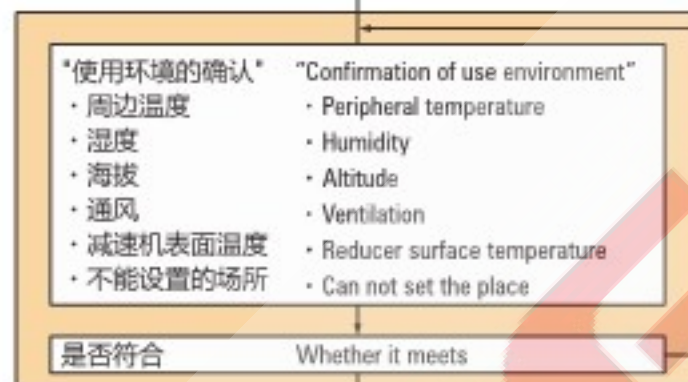 "使用环境的确认" "Confirmation of use environment"
・周边温度 ・Peripheral temperature
・湿度 ・Humidity
・海拔 ・Altitude
・通风 ・Ventilation
・减速机表面温度 ・Reducer surface temperature
・不能设置的场所 ・Can not set the place
是否符合 Whether it meets